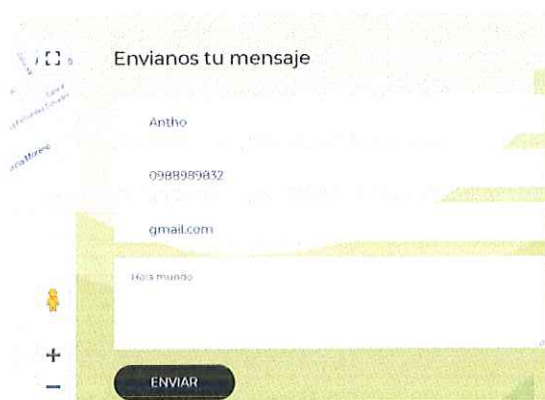 Envianos tu mensaje
Antho
0988989832
gmail.com
Hola mundo
ENVIAR